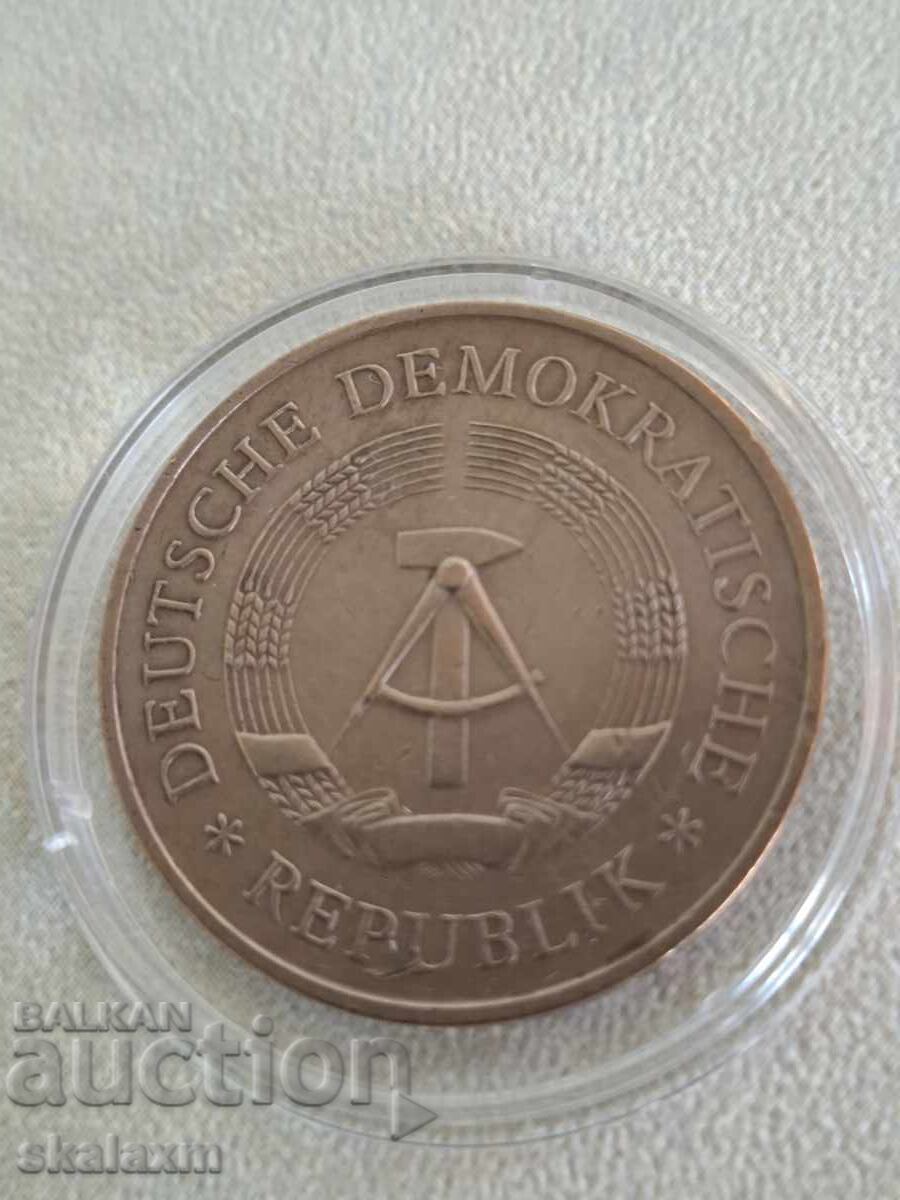 DEUTSCHE DEMOKRATISCHE
* REPUBLIK *
BALKAN
auction
skalaxm